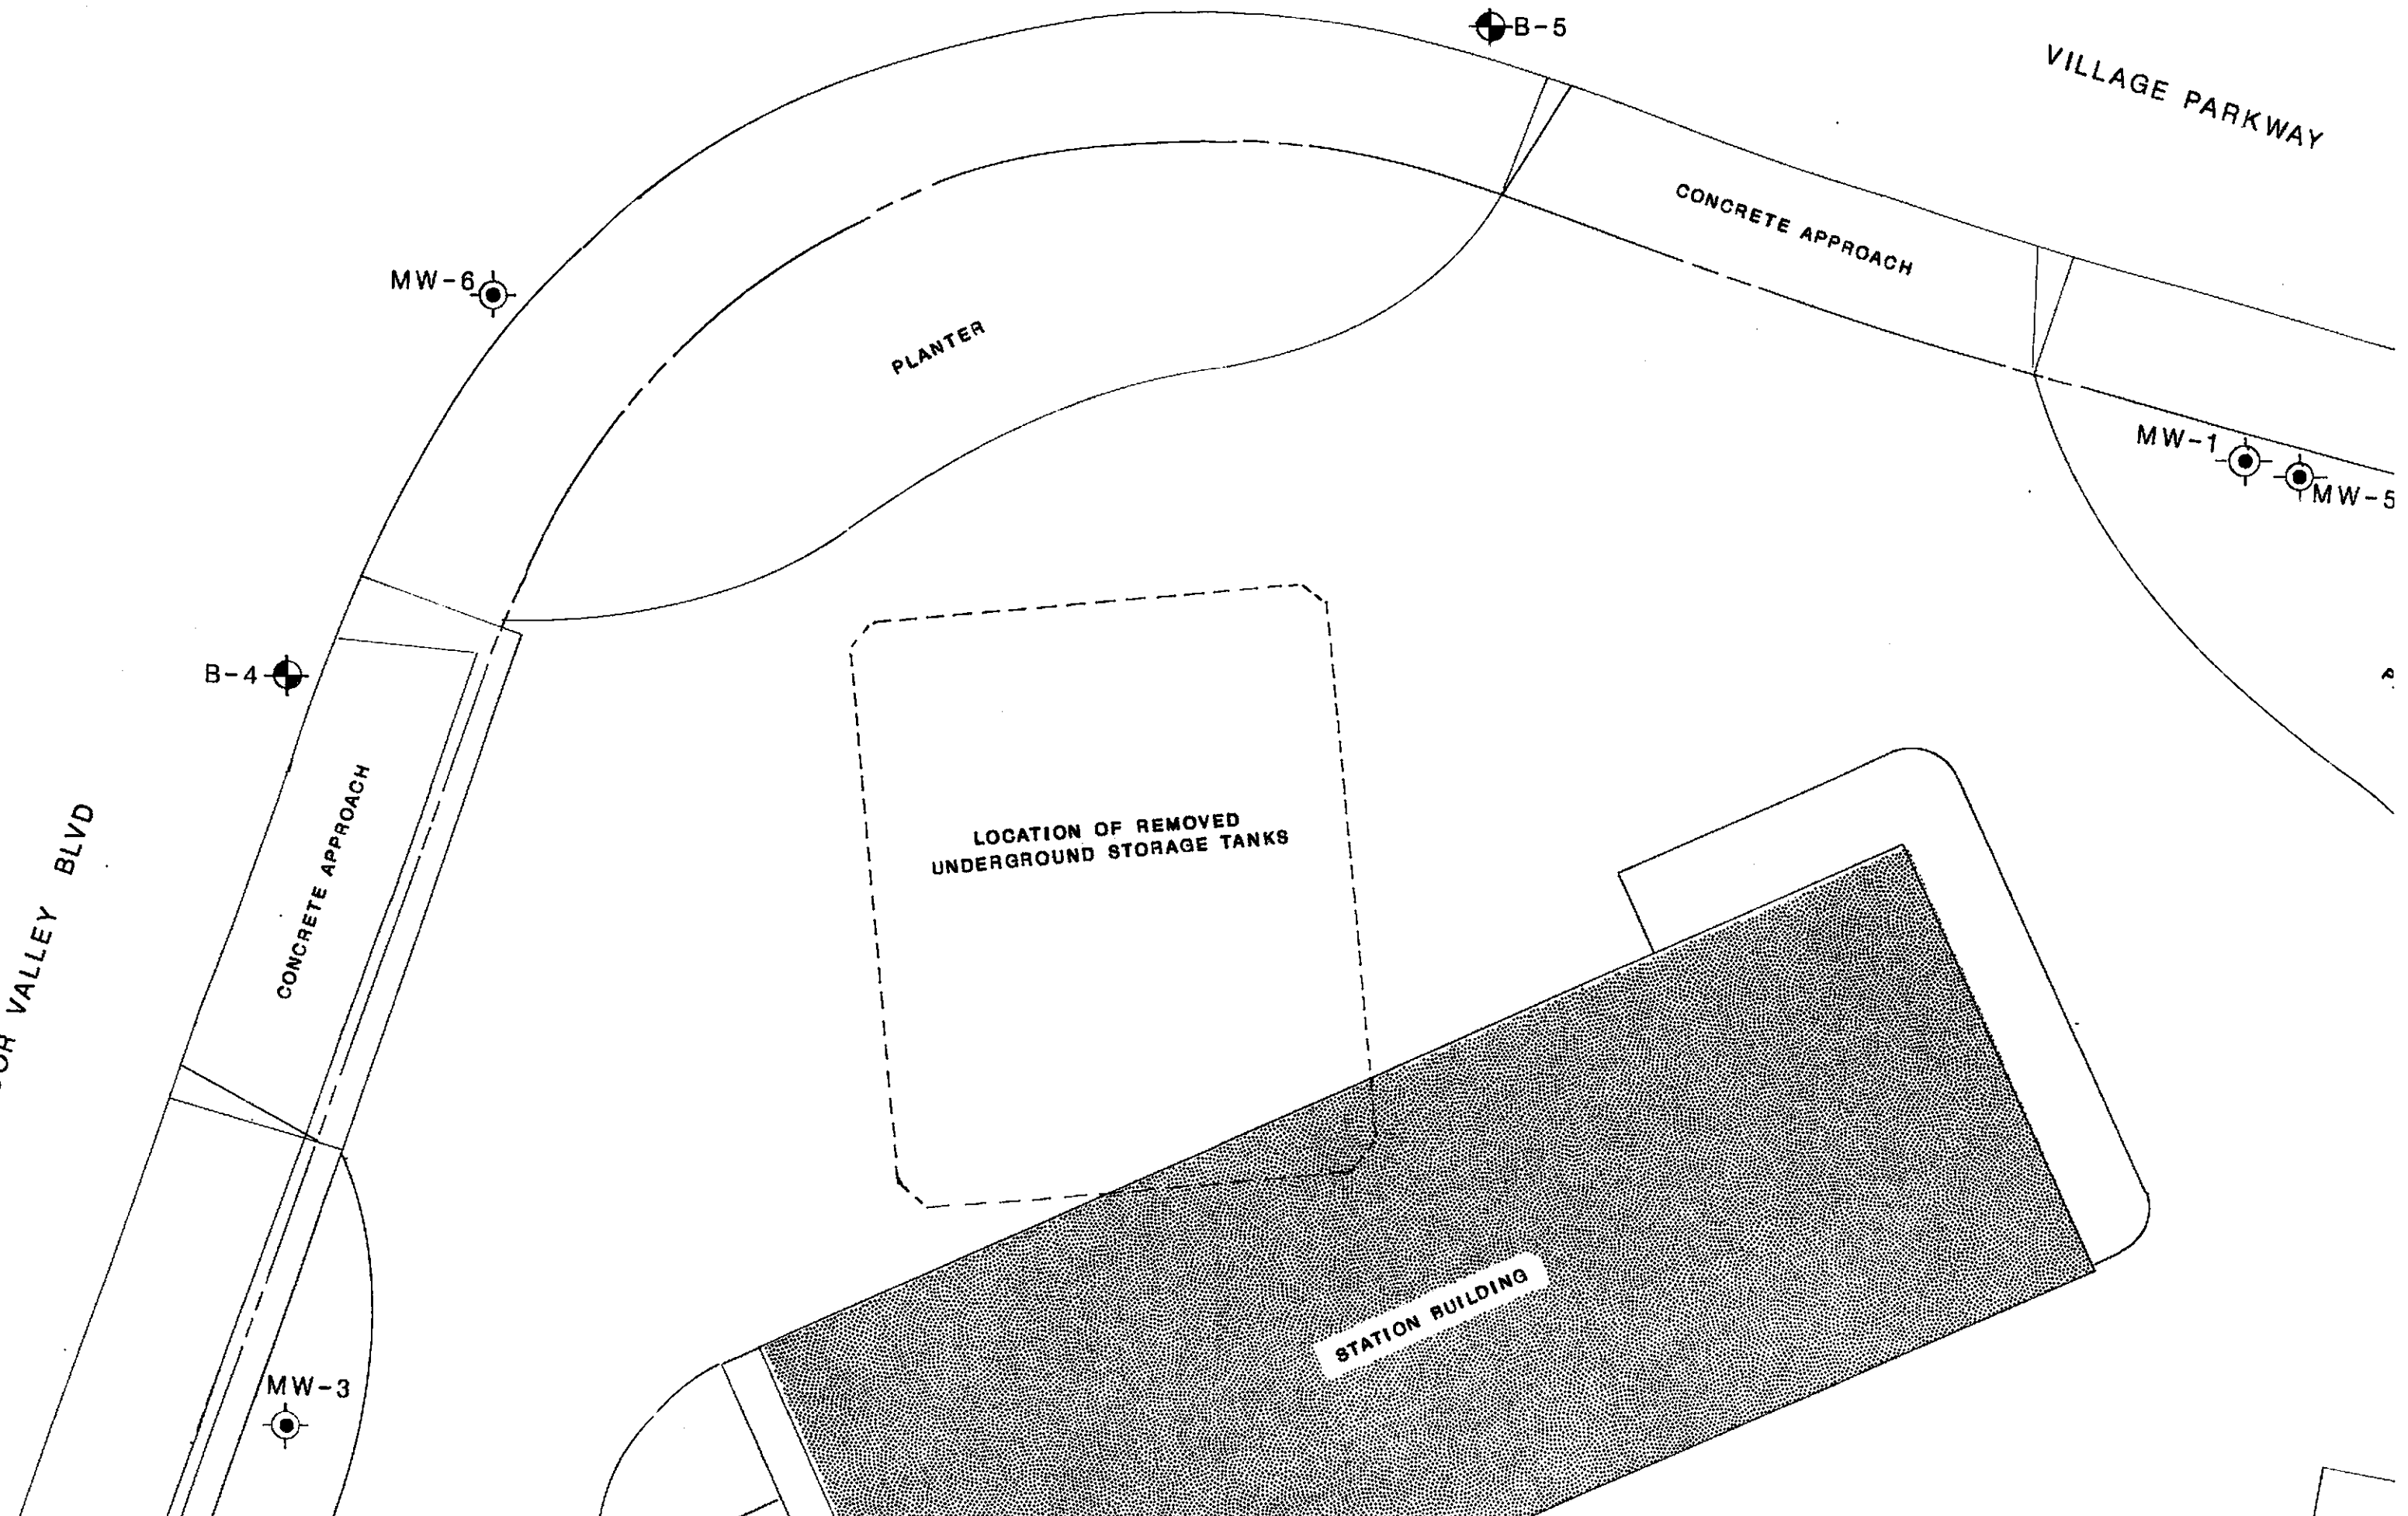 B-5
VILLAGE PARKWAY
CONCRETE APPROACH
MW-6
PLANTER
MW-1
MW-5
B-4
CONCRETE APPROACH
VALLEY BLVD
LOCATION OF REMOVED
UNDERGROUND STORAGE TANKS
STATION BUILDING
MW-3